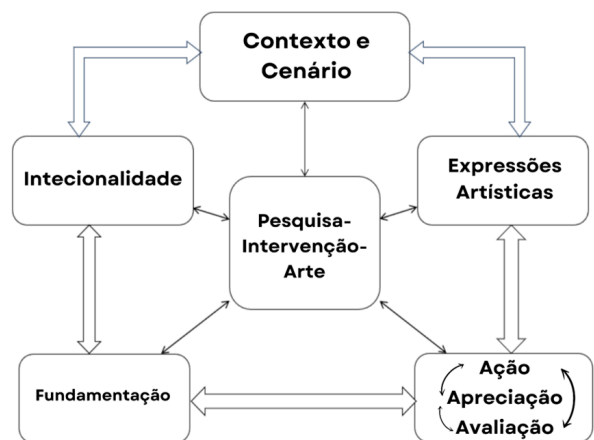 Contexto e
Cenário
Intecionalidade
Expressões
Artísticas
Pesquisa-
Intervenção-
Arte
Fundamentação
Ação
Apreciação
Avaliação